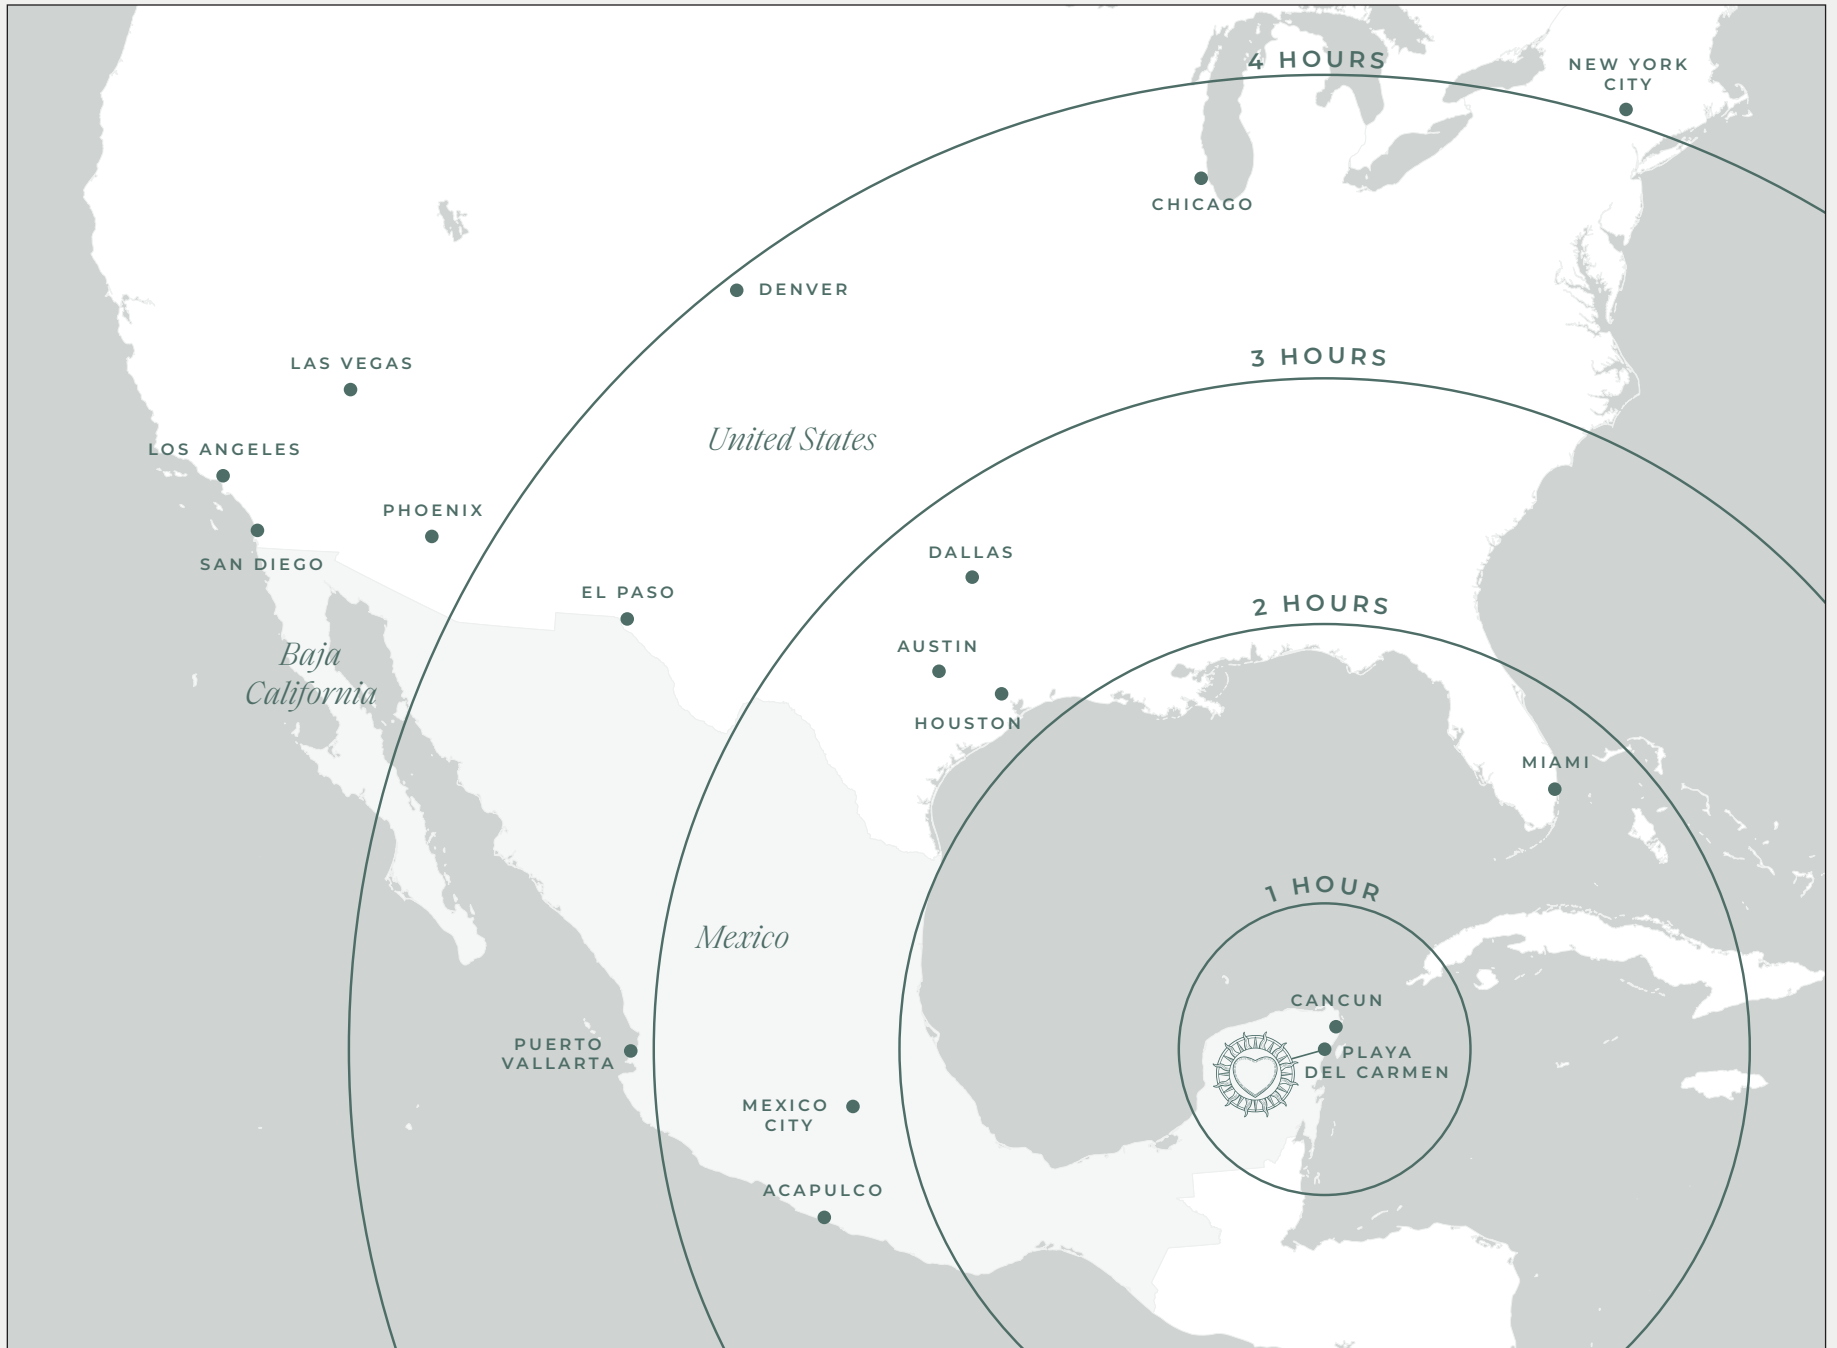 4 HOURS
NEW YORK
CITY
CHICAGO
DENVER
LAS VEGAS
3 HOURS
United States
LOS ANGELES
PHOENIX
DALLAS
SAN DIEGO
EL PASO
2 HOURS
AUSTIN
Baja
California
HOUSTON
MIAMI
1 HOUR
Mexico
CANCUN
PUERTO
VALLARTA
PLAYA
DEL CARMEN
MEXICO
CITY
ACAPULCO